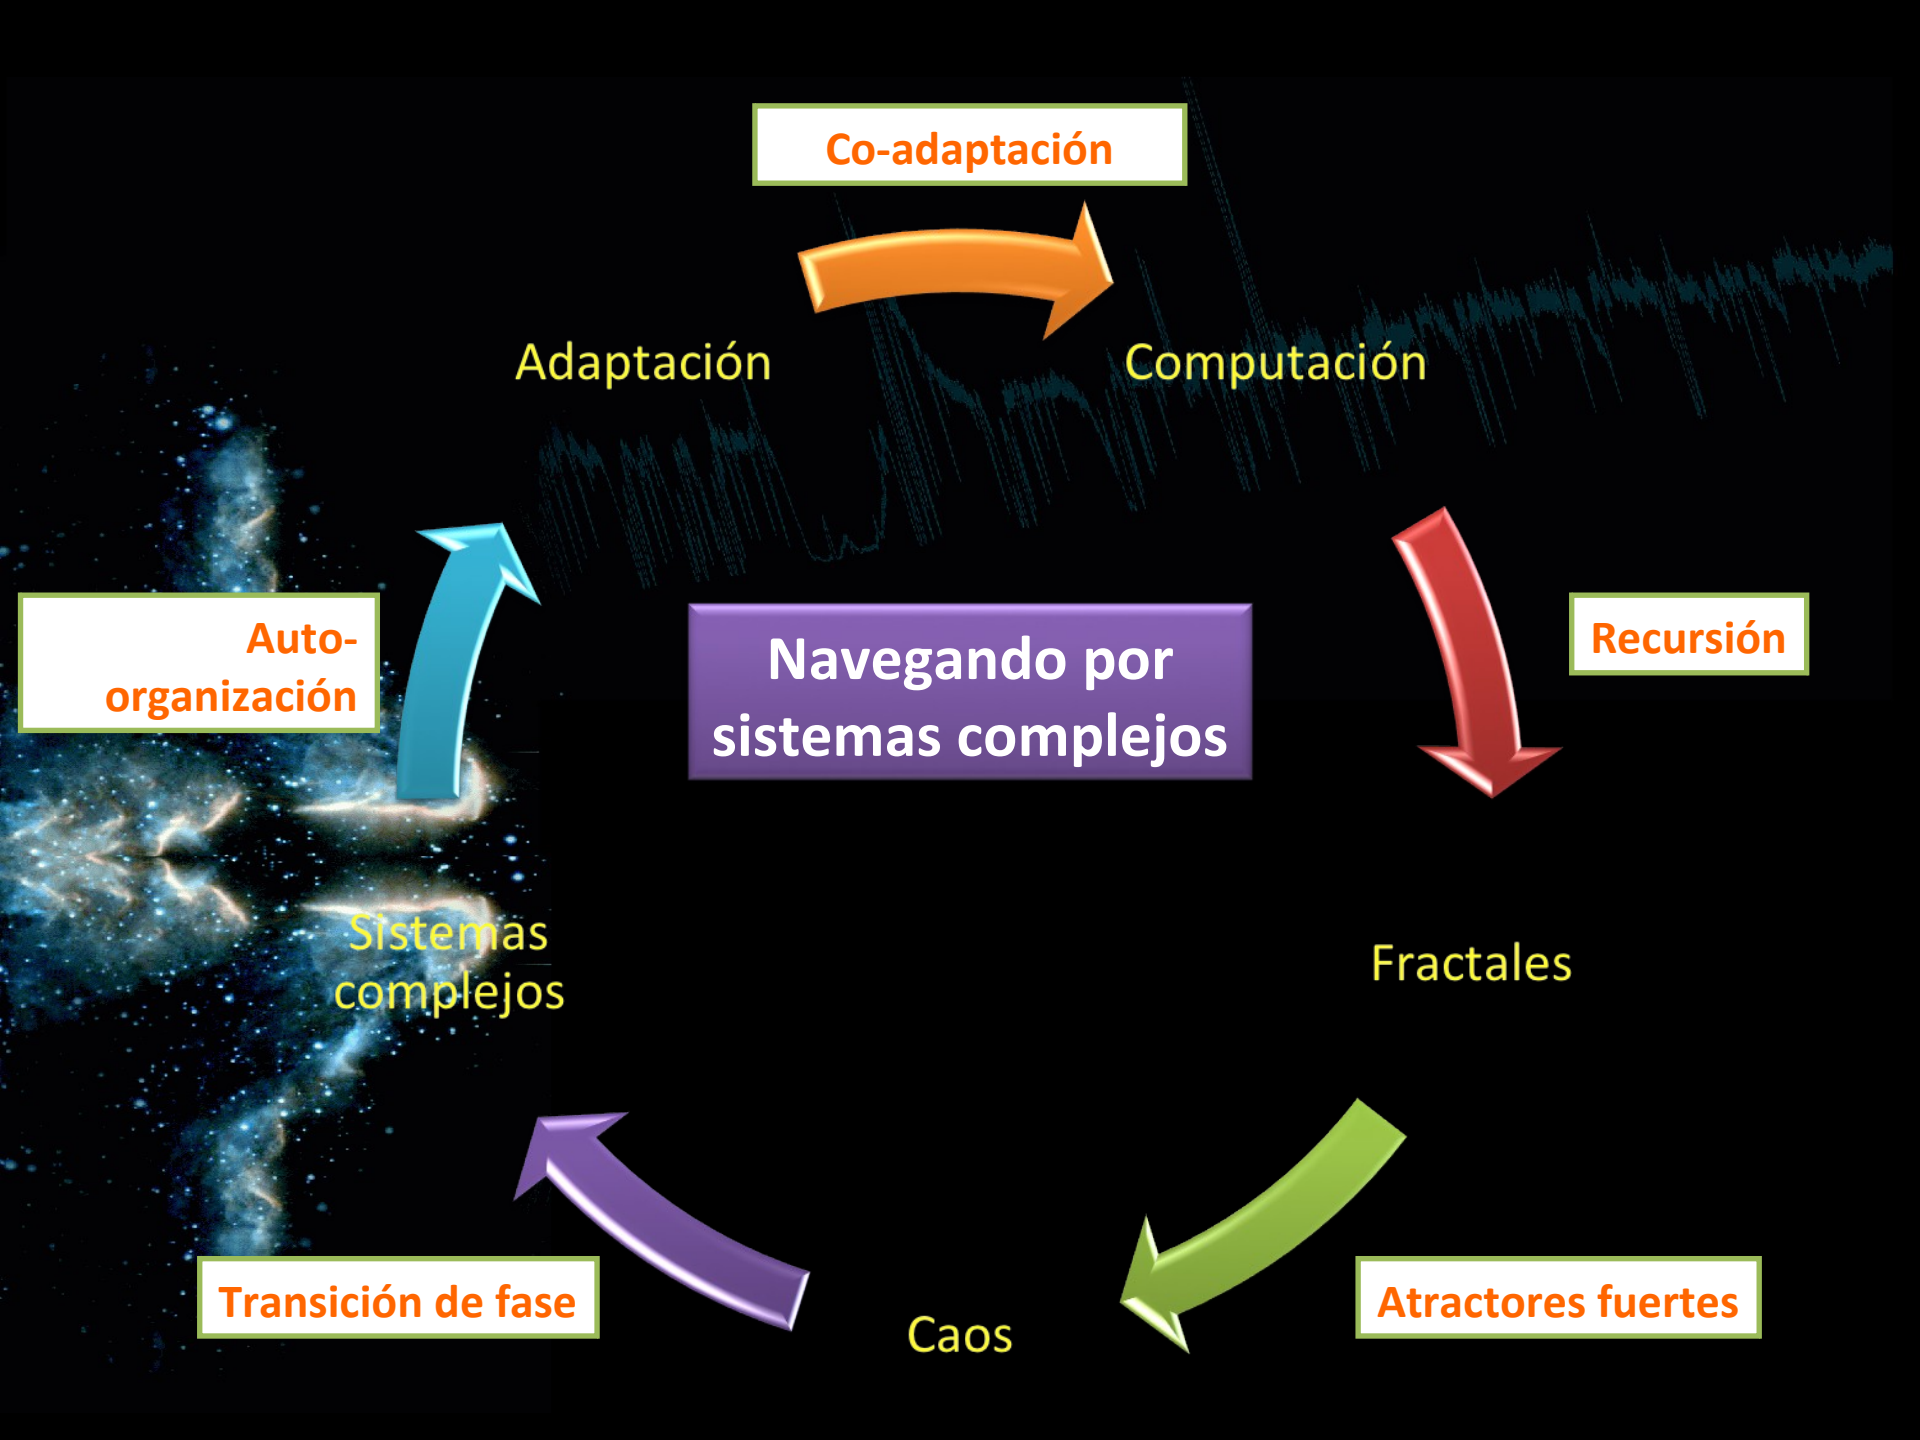 Co-adaptación
Adaptación
Computación
Auto-
organización
Navegando por
sistemas complejos
Recursión
Sistemas
complejos
Fractales
Transición de fase
Caos
Atractores fuertes